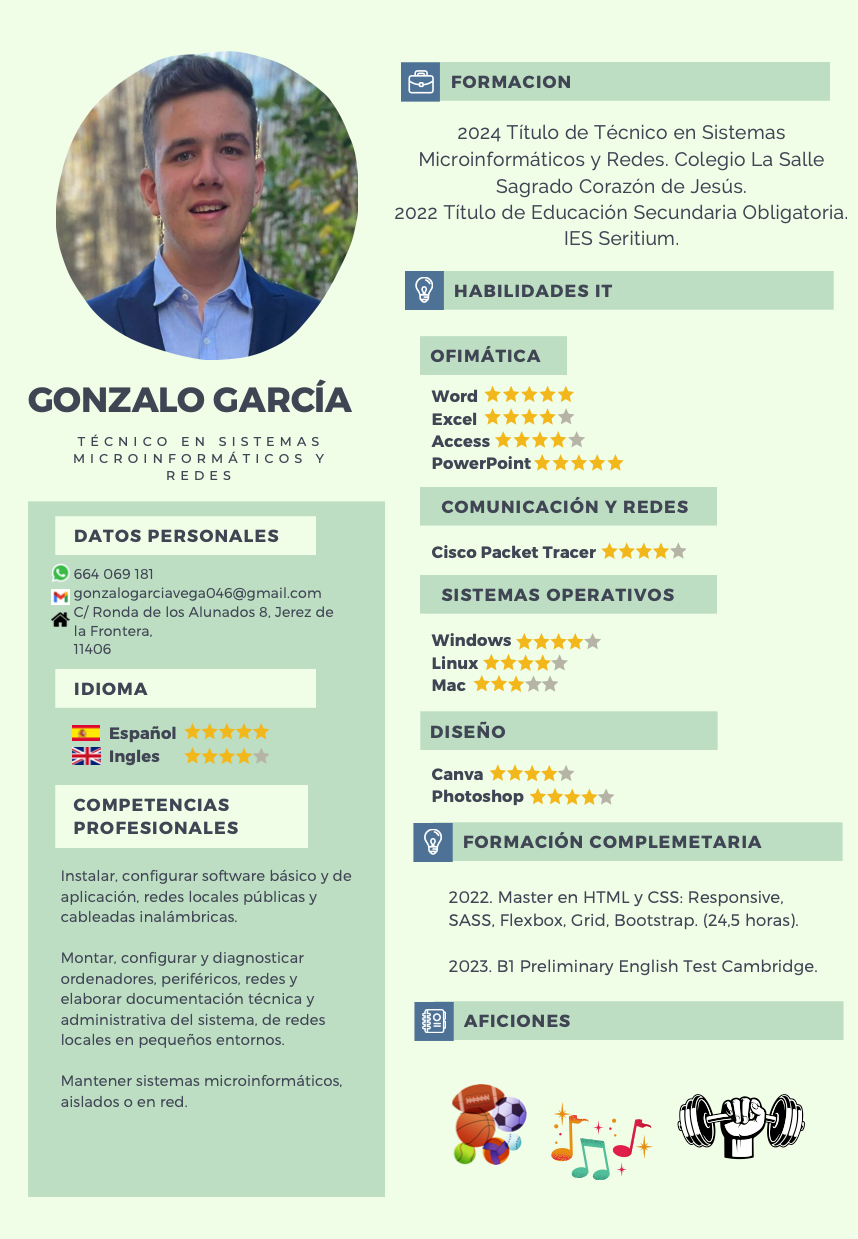 GONZALO GARCÍA
TÉCNICO EN SISTEMAS
MICROINFORMÁTICOS Y
REDES
DATOS PERSONALES
664 069 181
gonzalogarciavega046@gmail.com
C/ Ronda de los Alunados 8, Jerez de
la Frontera,
11406
IDIOMA
Español
Ingles
COMPETENCIAS
PROFESIONALES
Instalar, configurar software básico y de
aplicación, redes locales públicas y
cableadas inalámbricas.
Montar, configurar y diagnosticar
ordenadores, periféricos, redes y
elaborar documentación técnica y
administrativa del sistema, de redes
locales en pequeños entornos.
Mantener sistemas microinformáticos,
aislados o en red.
FORMACION
2024 Título de Técnico en Sistemas
Microinformáticos y Redes. Colegio La Salle
Sagrado Corazón de Jesús.
2022 Título de Educación Secundaria Obligatoria.
IES Seritium.
HABILIDADES IT
OFIMÁTICA
Word
Excel
Access
PowerPoint
COMUNICACIÓN Y REDES
Cisco Packet Tracer
SISTEMAS OPERATIVOS
Windows
Linux
Mac
DISEÑO
Canva
Photoshop
FORMACIÓN COMPLEMETARIA
2022. Master en HTML y CSS: Responsive,
SASS, Flexbox, Grid, Bootstrap. (24,5 horas).
2023. B1 Preliminary English Test Cambridge.
AFICIONES